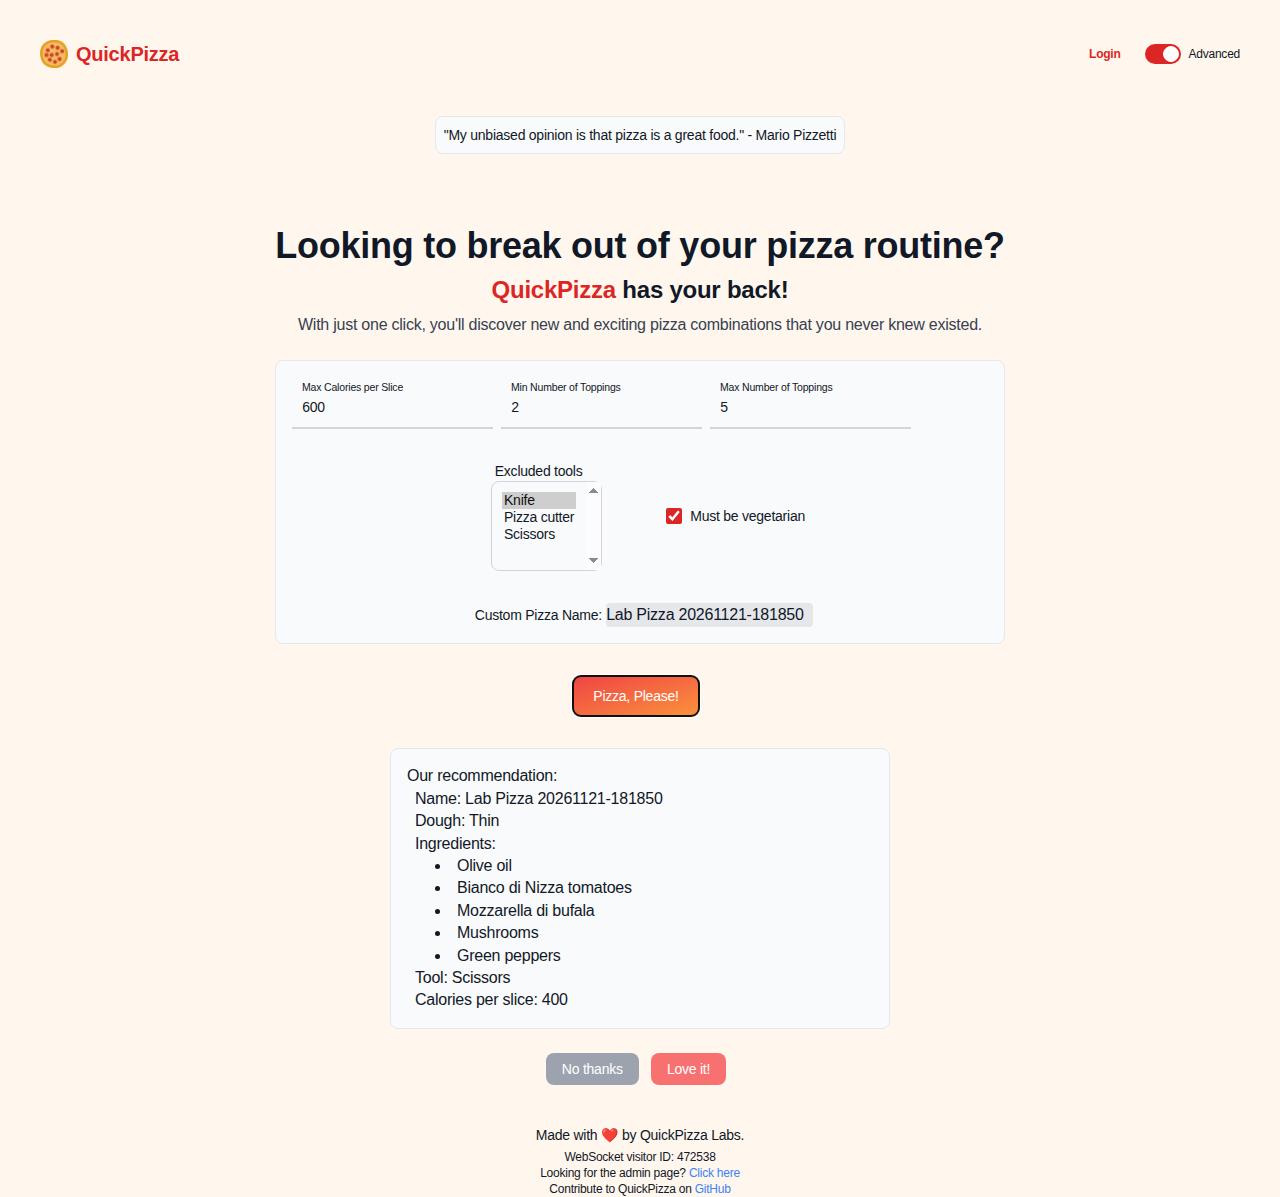 QuickPizza
Login
Advanced
"My unbiased opinion is that pizza is a great food." - Mario Pizzetti
Looking to break out of your pizza routine?
QuickPizza has your back!
With just one click, you'll discover new and exciting pizza combinations that you never knew existed.
Max Calories per Slice
600
Min Number of Toppings
2
Max Number of Toppings
5
Excluded tools
Knife
Pizza cutter
Scissors
Must be vegetarian
Custom Pizza Name: Lab Pizza 20261121-181850
Pizza, Please!
Our recommendation:
Name: Lab Pizza 20261121-181850
Dough: Thin
Ingredients:
• Olive oil
• Bianco di Nizza tomatoes
• Mozzarella di bufala
• Mushrooms
• Green peppers
Tool: Scissors
Calories per slice: 400
No thanks
Love it!
Made with ❤️ by QuickPizza Labs.
WebSocket visitor ID: 472538
Looking for the admin page? Click here
Contribute to QuickPizza on GitHub